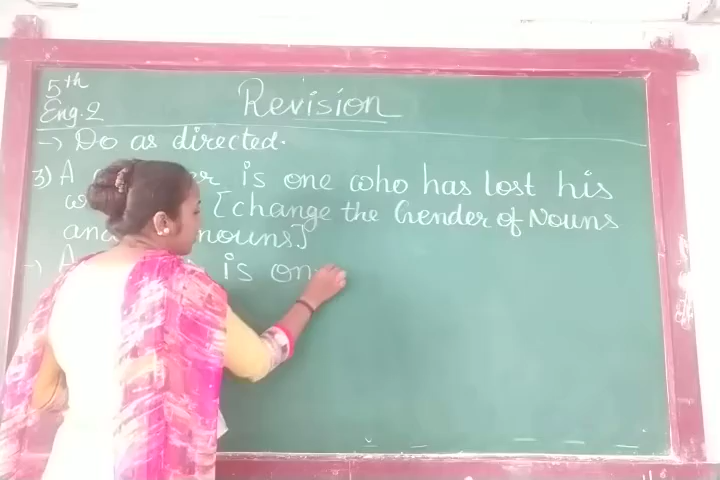 5th
Eng.2
Revision
→ Do as directed.
3) A is one who has lost his
[change the Gender of Nouns
and nouns]
→) A is on